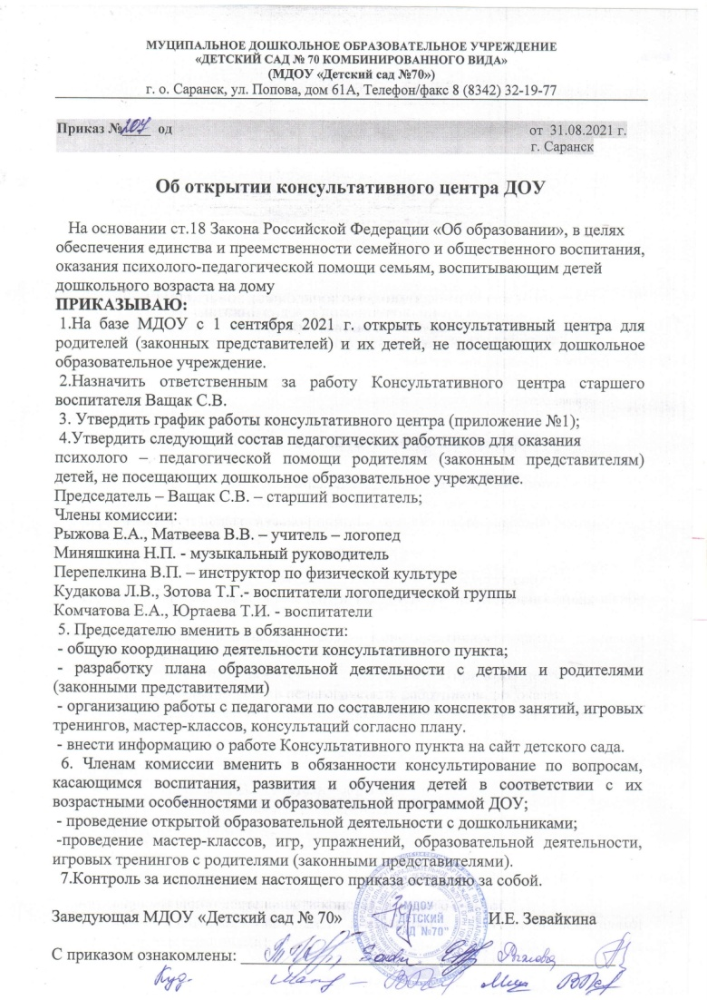 МУЦИПАЛЬНОЕ ДОШКОЛЬНОЕ ОБРАЗОВАТЕЛЬНОЕ УЧРЕЖДЕНИЕ
«ДЕТСКИЙ САД № 70 КОМБИНИРОВАННОГО ВИДА»
(МДОУ «Детский сад №70»)
г. о. Саранск, ул. Попова, дом 61А, Телефон/факс 8 (8342) 32-19-77
Приказ №207 од от 31.08.2021 г.
г. Саранск
Об открытии консультативного центра ДОУ
На основании ст.18 Закона Российской Федерации «Об образовании», в целях
обеспечения единства и преемственности семейного и общественного воспитания,
оказания психолого-педагогической помощи семьям, воспитывающим детей
дошкольного возраста на дому
ПРИКАЗЫВАЮ:
1.На базе МДОУ с 1 сентября 2021 г. открыть консультативный центра для
родителей (законных представителей) и их детей, не посещающих дошкольное
образовательное учреждение.
2.Назначить ответственным за работу Консультативного центра старшего
воспитателя Ващак С.В.
3. Утвердить график работы консультативного центра (приложение №1);
4.Утвердить следующий состав педагогических работников для оказания
психолого – педагогической помощи родителям (законным представителям)
детей, не посещающих дошкольное образовательное учреждение.
Председатель – Ващак С.В. – старший воспитатель;
Члены комиссии:
Рыжова Е.А., Матвеева В.В. – учитель – логопед
Миняшкина Н.П. - музыкальный руководитель
Перепелкина В.П. – инструктор по физической культуре
Кудакова Л.В., Зотова Т.Г.- воспитатели логопедической группы
Комчатова Е.А., Юртаева Т.И. - воспитатели
5. Председателю вменить в обязанности:
- общую координацию деятельности консультативного пункта;
- разработку плана образовательной деятельности с детьми и родителями
(законными представителями)
- организацию работы с педагогами по составлению конспектов занятий, игровых
тренингов, мастер-классов, консультаций согласно плану.
- внести информацию о работе Консультативного пункта на сайт детского сада.
6. Членам комиссии вменить в обязанности консультирование по вопросам,
касающимся воспитания, развития и обучения детей в соответствии с их
возрастными особенностями и образовательной программой ДОУ;
- проведение открытой образовательной деятельности с дошкольниками;
-проведение мастер-классов, игр, упражнений, образовательной деятельности,
игровых тренингов с родителями (законными представителями).
7.Контроль за исполнением настоящего приказа оставляю за собой.
Заведующая МДОУ «Детский сад № 70» И.Е. Зевайкина
МДОУ
"ДЕТСКИЙ
САД №70"
С приказом ознакомлены: